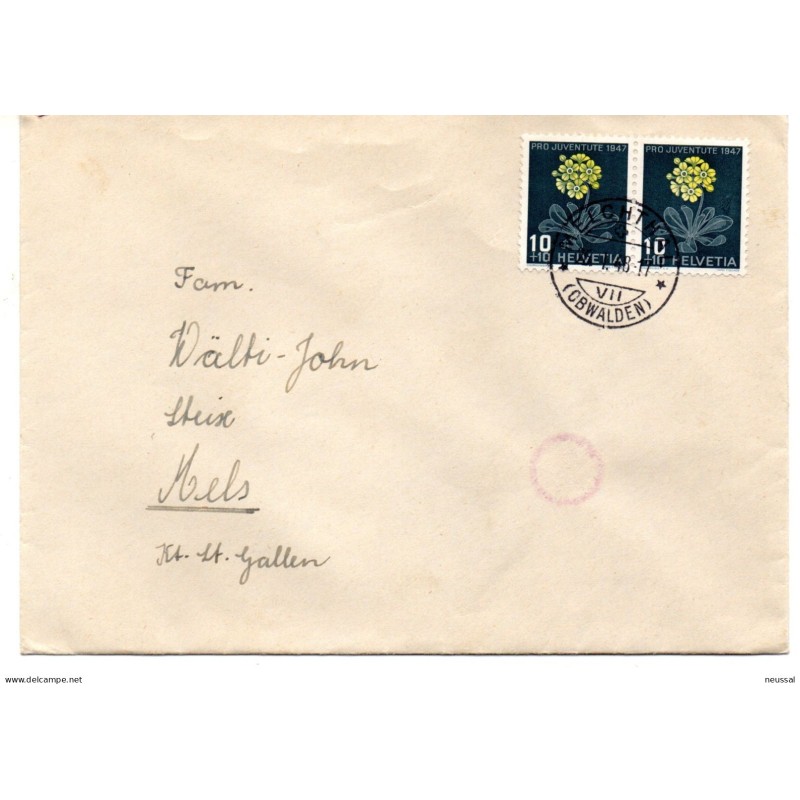 PRO JUVENTUTE 1947
10
+10 HELVETIA
PRO JUVENTUTE 1947
10
+10 HELVETIA
VII
(OBWALDEN)
Fam.
Wälti-John
Steix
Mels
Kt. St. Gallen
www.delcampe.net
neussal